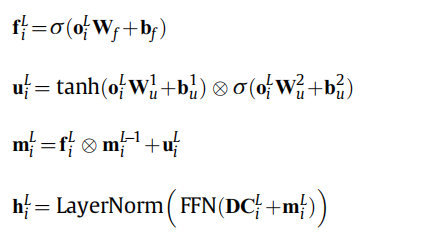 f_i^L = σ(o_i^L W_f + b_f)
u_i^L = tanh(o_i^L W_u^1 + b_u^1) ⊗ σ(o_i^L W_u^2 + b_u^2)
m_i^L = f_i^L ⊗ m_i^{L-1} + u_i^L
h_i^L = LayerNorm(FFN(DC_i^L + m_i^L))